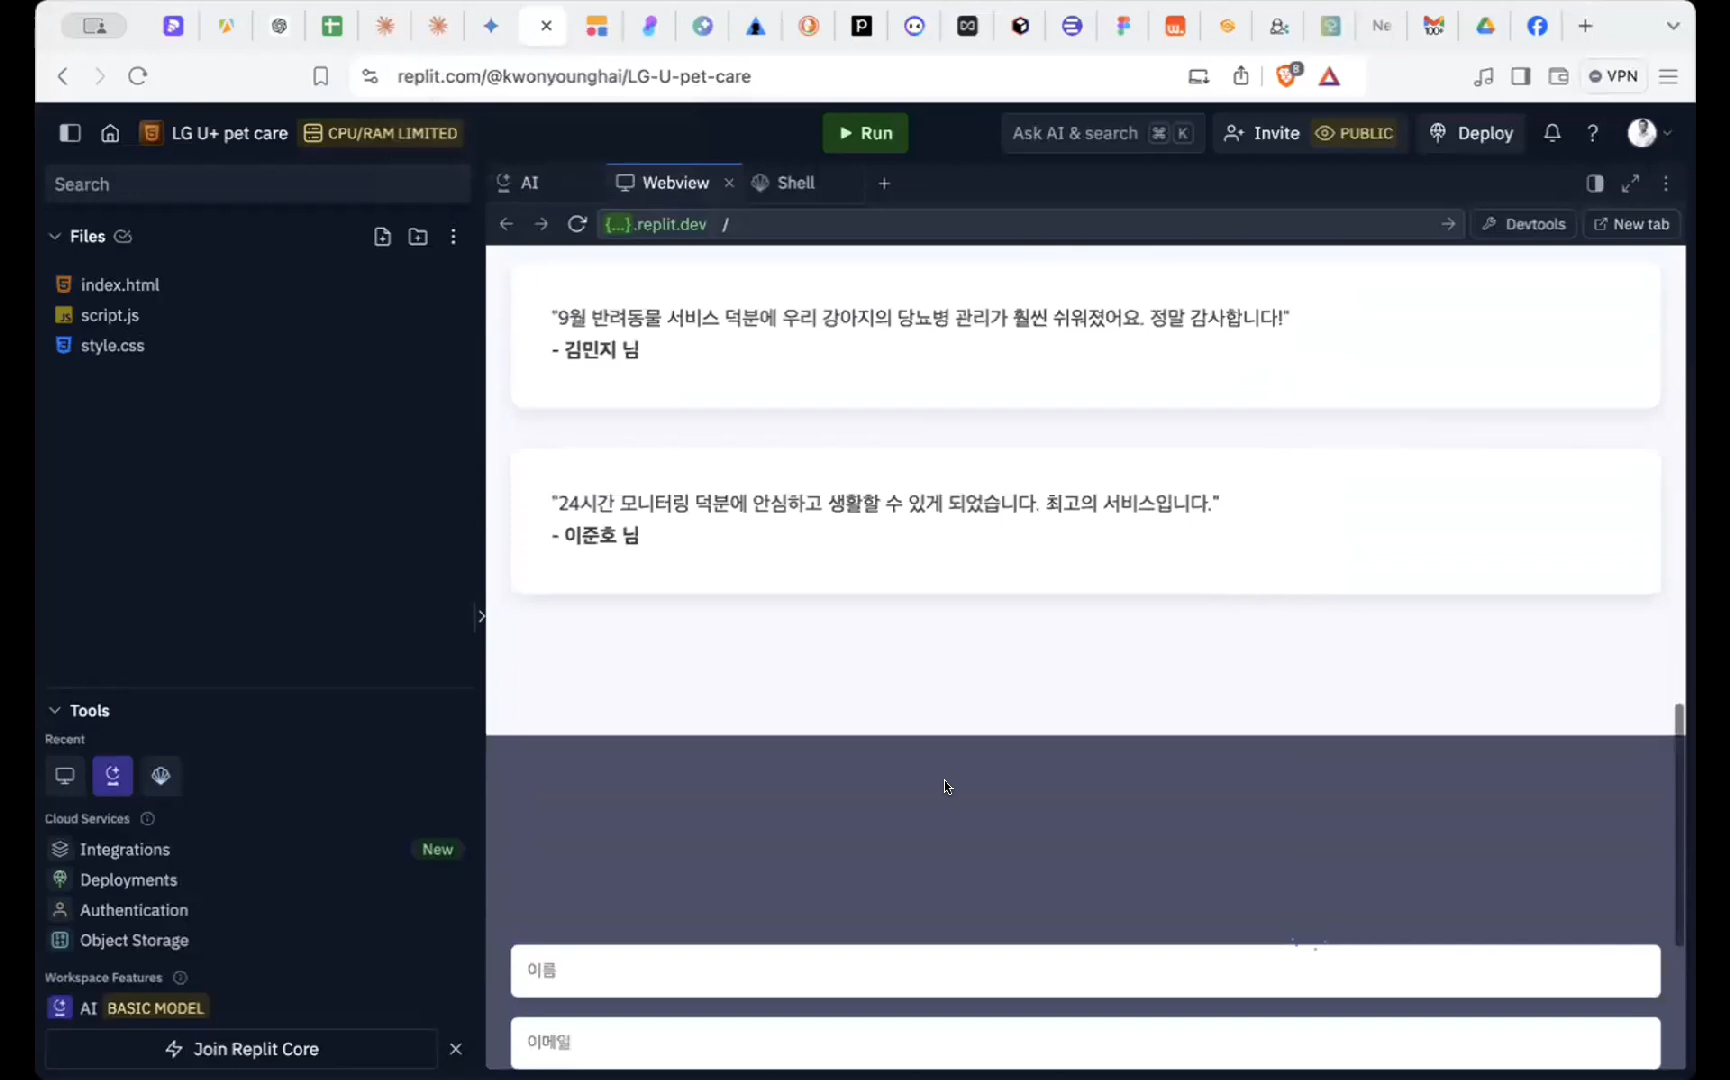 Ne
100+
replit.com/@kwonyounghai/LG-U-pet-care
8
VPN
LG U+ pet care
CPU/RAM LIMITED
Run
Ask AI & search ⌘ K
Invite
PUBLIC
Deploy
?
Search
AI
Webview
Shell
{...}.replit.dev /
Devtools
New tab
Files
index.html
JS script.js
style.css
"9월 반려동물 서비스 덕분에 우리 강아지의 당뇨병 관리가 훨씬 쉬워졌어요. 정말 감사합니다!"
- 김민지 님
"24시간 모니터링 덕분에 안심하고 생활할 수 있게 되었습니다. 최고의 서비스입니다."
- 이준호 님
Tools
Recent
Cloud Services
Integrations
New
Deployments
Authentication
Object Storage
Workspace Features
AI BASIC MODEL
Join Replit Core
이름
이메일